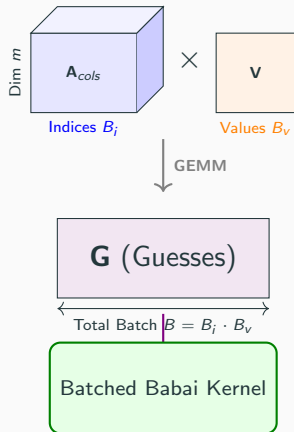 Dim m
A_cols
×
V
Indices B_i
Values B_v
GEMM
G (Guesses)
Total Batch B = B_i · B_v
Batched Babai Kernel